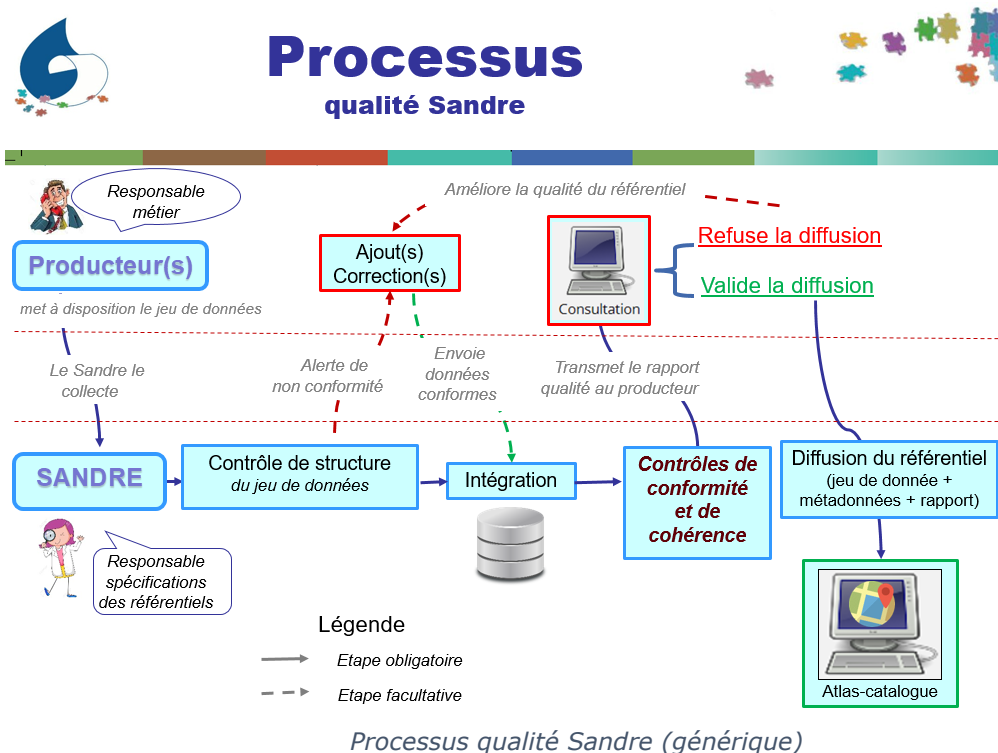 Processus
qualité Sandre
Responsable
métier
Améliore la qualité du référentiel
Producteur(s)
Ajout(s)
Correction(s)
Consultation
Refuse la diffusion
Valide la diffusion
met à disposition le jeu de données
Le Sandre le
collecte
Alerte de
non conformité
Envoie
données
conformes
Transmet le rapport
qualité au producteur
SANDRE
Contrôle de structure
du jeu de données
Intégration
Contrôles de
conformité
et de
cohérence
Diffusion du référentiel
(jeu de donnée +
métadonnées + rapport)
Responsable
spécifications
des référentiels
Atlas-catalogue
Légende
Etape obligatoire
Etape facultative
Processus qualité Sandre (générique)